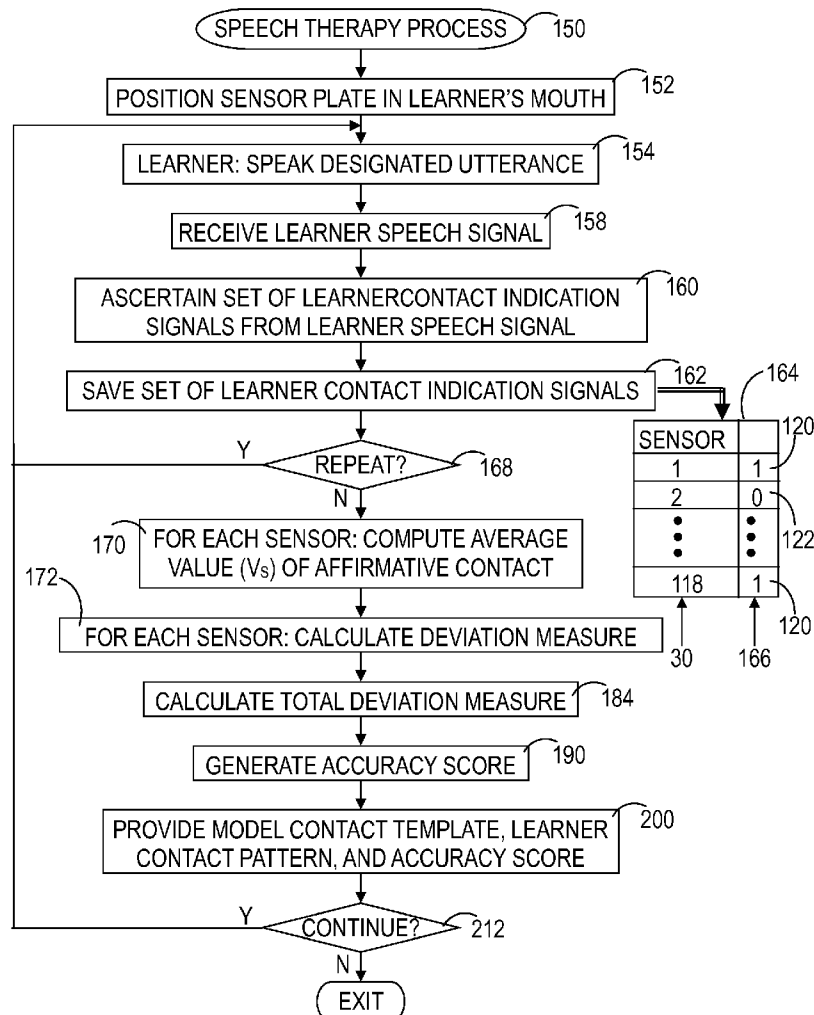 SPEECH THERAPY PROCESS
150
POSITION SENSOR PLATE IN LEARNER'S MOUTH
152
LEARNER: SPEAK DESIGNATED UTTERANCE
154
RECEIVE LEARNER SPEECH SIGNAL
158
ASCERTAIN SET OF LEARNERCONTACT INDICATION
SIGNALS FROM LEARNER SPEECH SIGNAL
160
SAVE SET OF LEARNER CONTACT INDICATION SIGNALS
162
164
SENSOR
1 1
120
2 0
122
118 1
120
30
166
Y
REPEAT?
168
N
170
FOR EACH SENSOR: COMPUTE AVERAGE
VALUE (VS) OF AFFIRMATIVE CONTACT
172
FOR EACH SENSOR: CALCULATE DEVIATION MEASURE
CALCULATE TOTAL DEVIATION MEASURE
184
GENERATE ACCURACY SCORE
190
PROVIDE MODEL CONTACT TEMPLATE, LEARNER
CONTACT PATTERN, AND ACCURACY SCORE
200
Y
CONTINUE?
212
N
EXIT